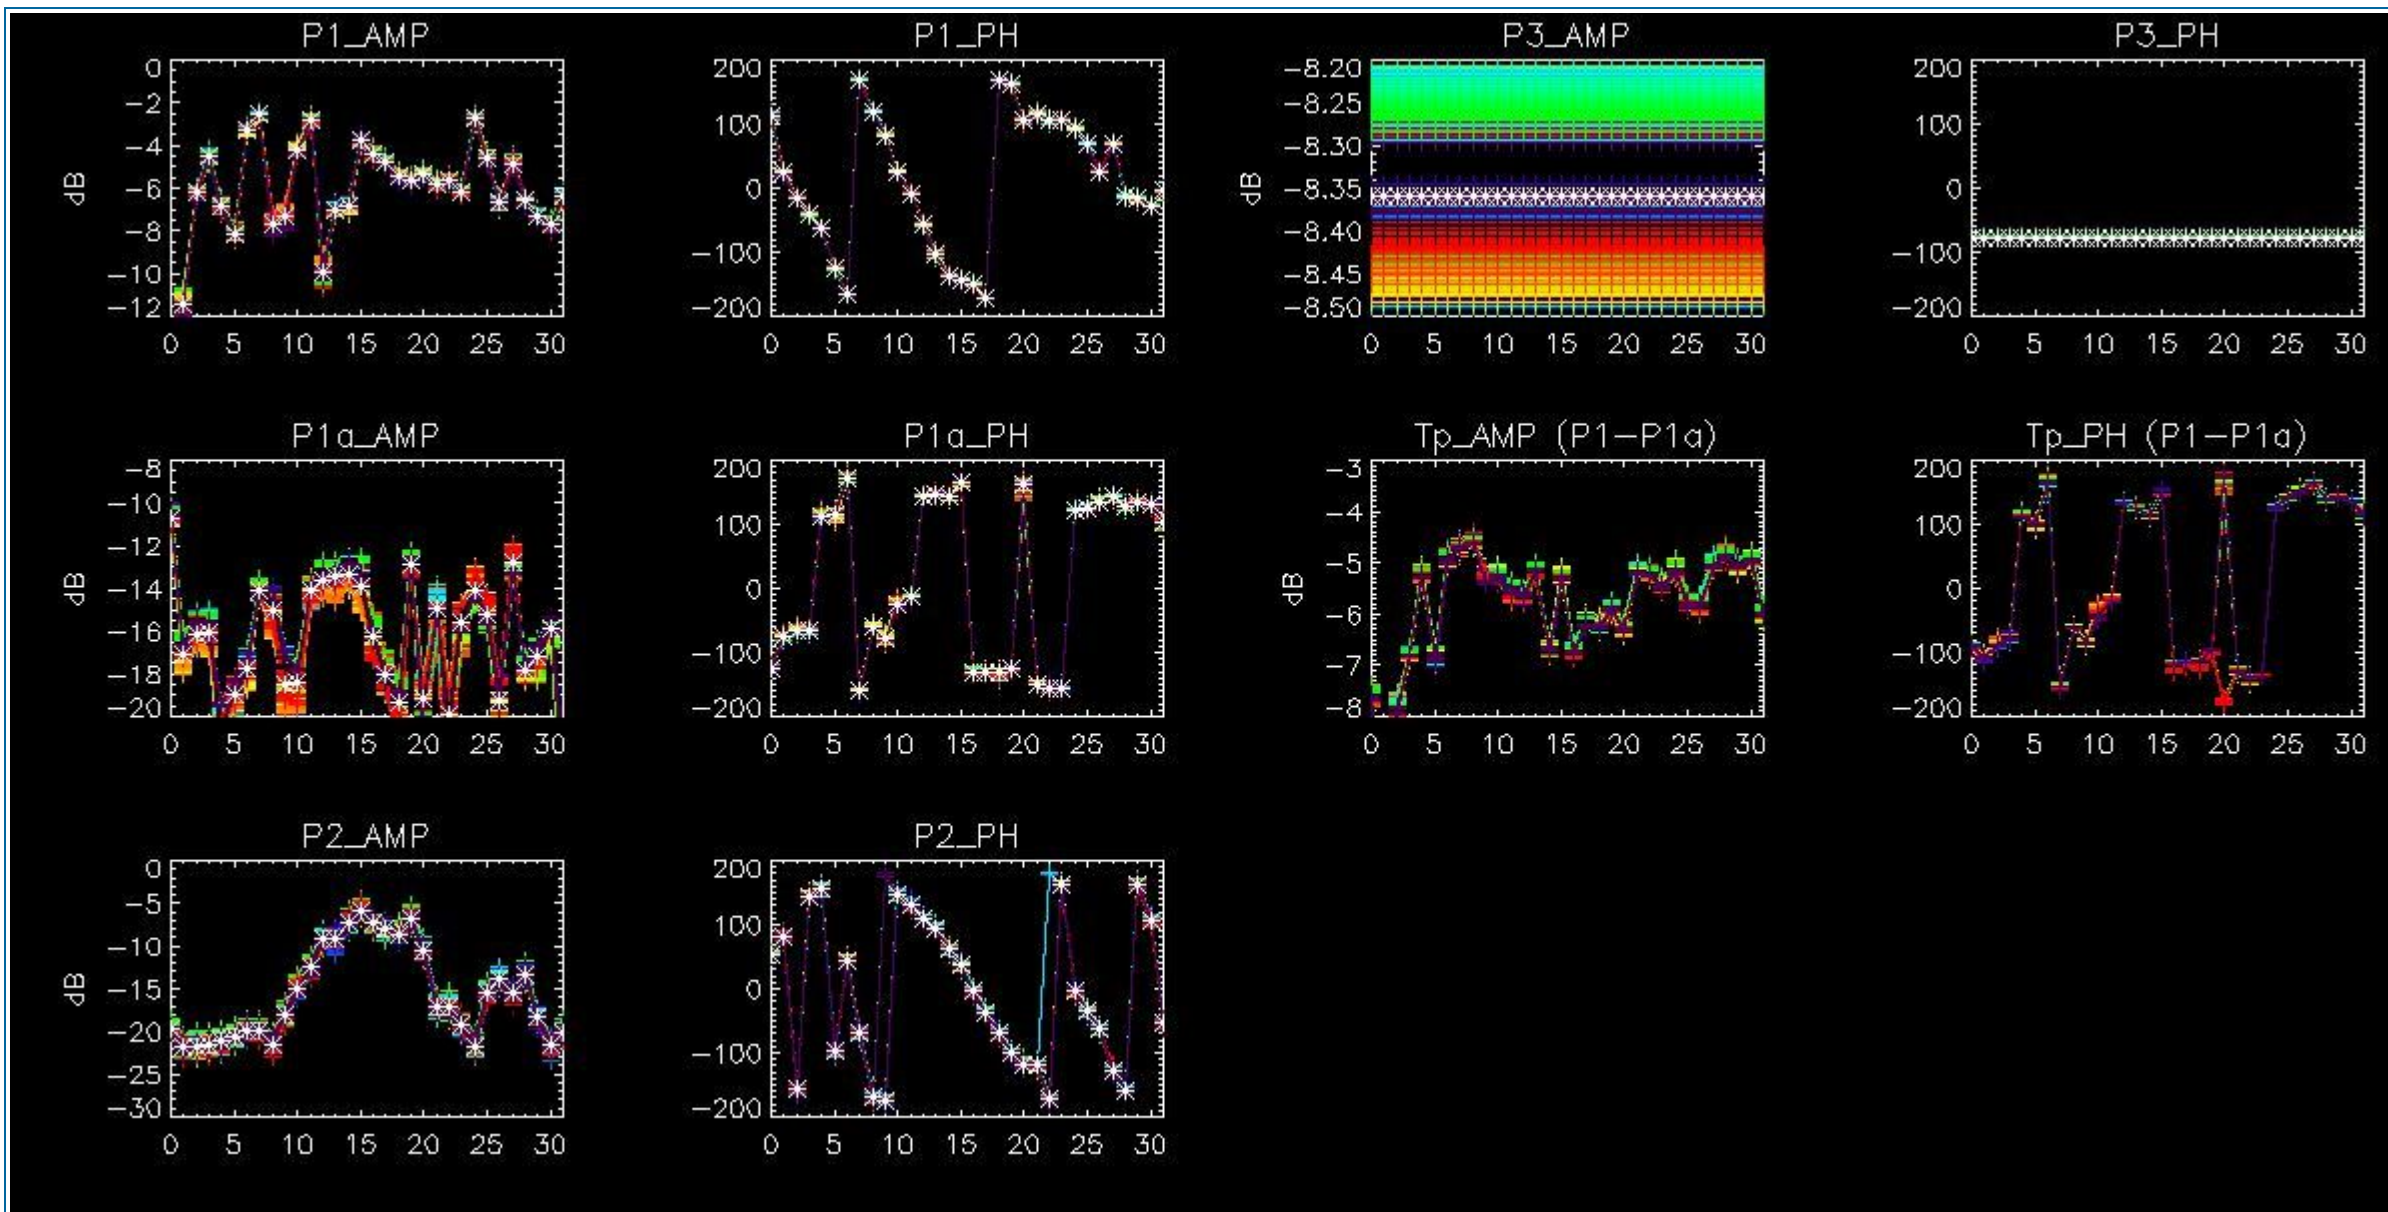 P1_AMP P1_PH P3_AMP P3_PH
0 200 -8.20 200
-2 100 -8.25 100
-4 0 -8.30 0
-6 -100 -8.35 -100
-8 -200 -8.40 -200
-10 -8.45
-12 -8.50
dB dB
0 5 10 15 20 25 30 0 5 10 15 20 25 30 0 5 10 15 20 25 30 0 5 10 15 20 25 30
P1a_AMP P1a_PH Tp_AMP (P1-P1a) Tp_PH (P1-P1a)
-8 200 -3 200
-10 100 -4 100
-12 0 -5 0
-14 -100 -6 -100
-16 -200 -7 -200
-18 -8
-20
dB dB
0 5 10 15 20 25 30 0 5 10 15 20 25 30 0 5 10 15 20 25 30 0 5 10 15 20 25 30
P2_AMP P2_PH
0 200
-5 100
-10 0
-15 -100
-20 -200
-25
-30
dB
0 5 10 15 20 25 30 0 5 10 15 20 25 30